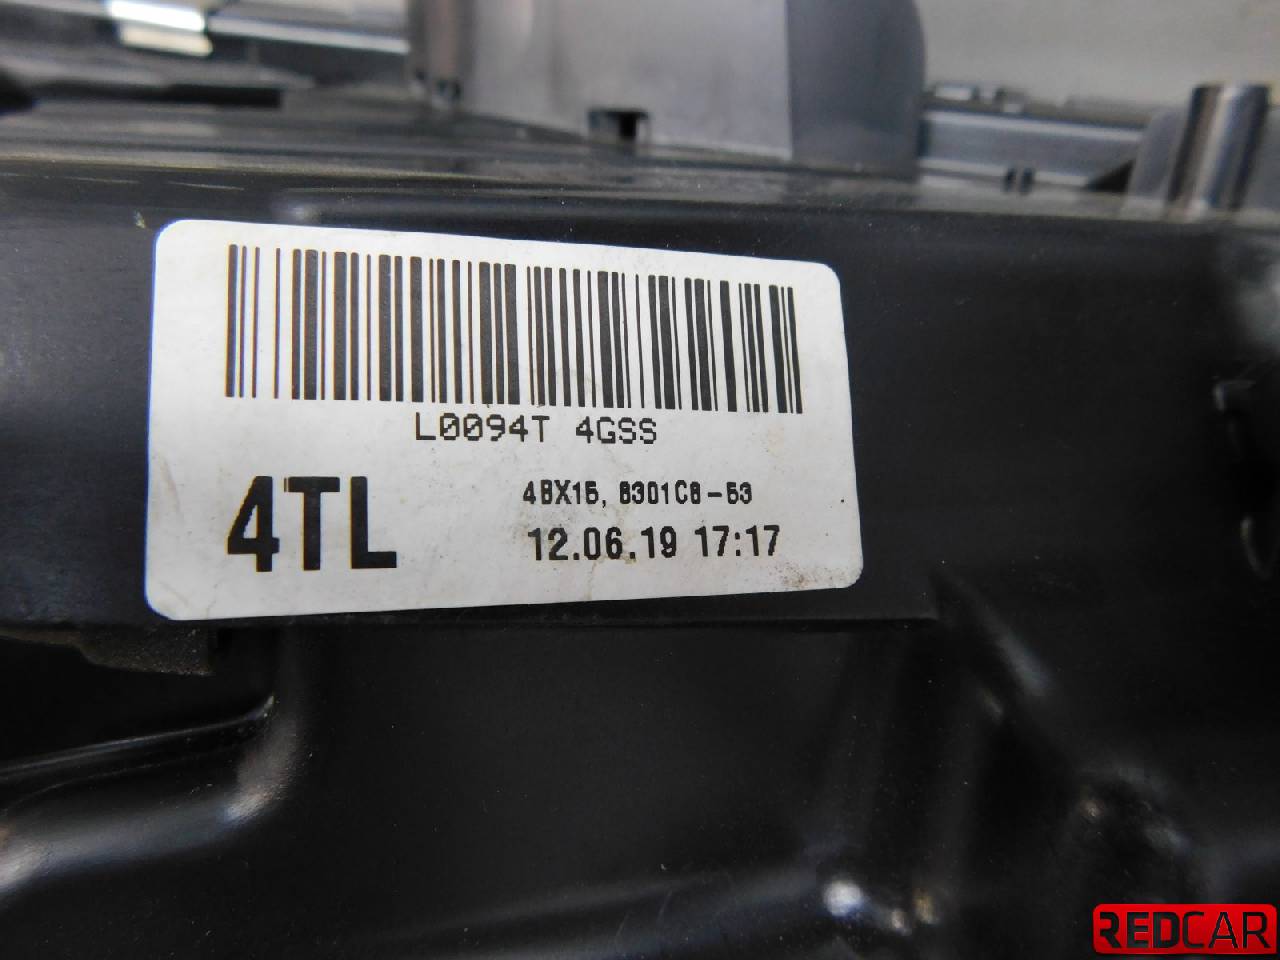 L0094T 4GSS
4TL
4BX15, 8301C8-53
12.06.19 17:17
REDCAR